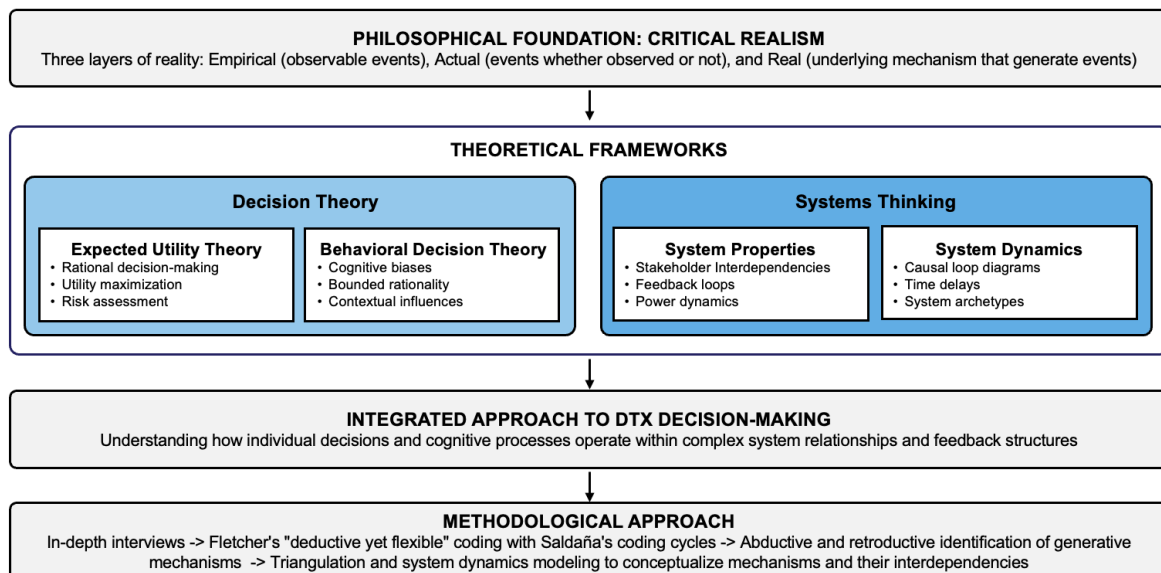 PHILOSOPHICAL FOUNDATION: CRITICAL REALISM
Three layers of reality: Empirical (observable events), Actual (events whether observed or not), and Real (underlying mechanism that generate events)
THEORETICAL FRAMEWORKS
Decision Theory
Expected Utility Theory
• Rational decision-making
• Utility maximization
• Risk assessment
Behavioral Decision Theory
• Cognitive biases
• Bounded rationality
• Contextual influences
Systems Thinking
System Properties
• Stakeholder Interdependencies
• Feedback loops
• Power dynamics
System Dynamics
• Causal loop diagrams
• Time delays
• System archetypes
INTEGRATED APPROACH TO DTX DECISION-MAKING
Understanding how individual decisions and cognitive processes operate within complex system relationships and feedback structures
METHODOLOGICAL APPROACH
In-depth interviews -> Fletcher's "deductive yet flexible" coding with Saldaña's coding cycles -> Abductive and retroductive identification of generative
mechanisms -> Triangulation and system dynamics modeling to conceptualize mechanisms and their interdependencies